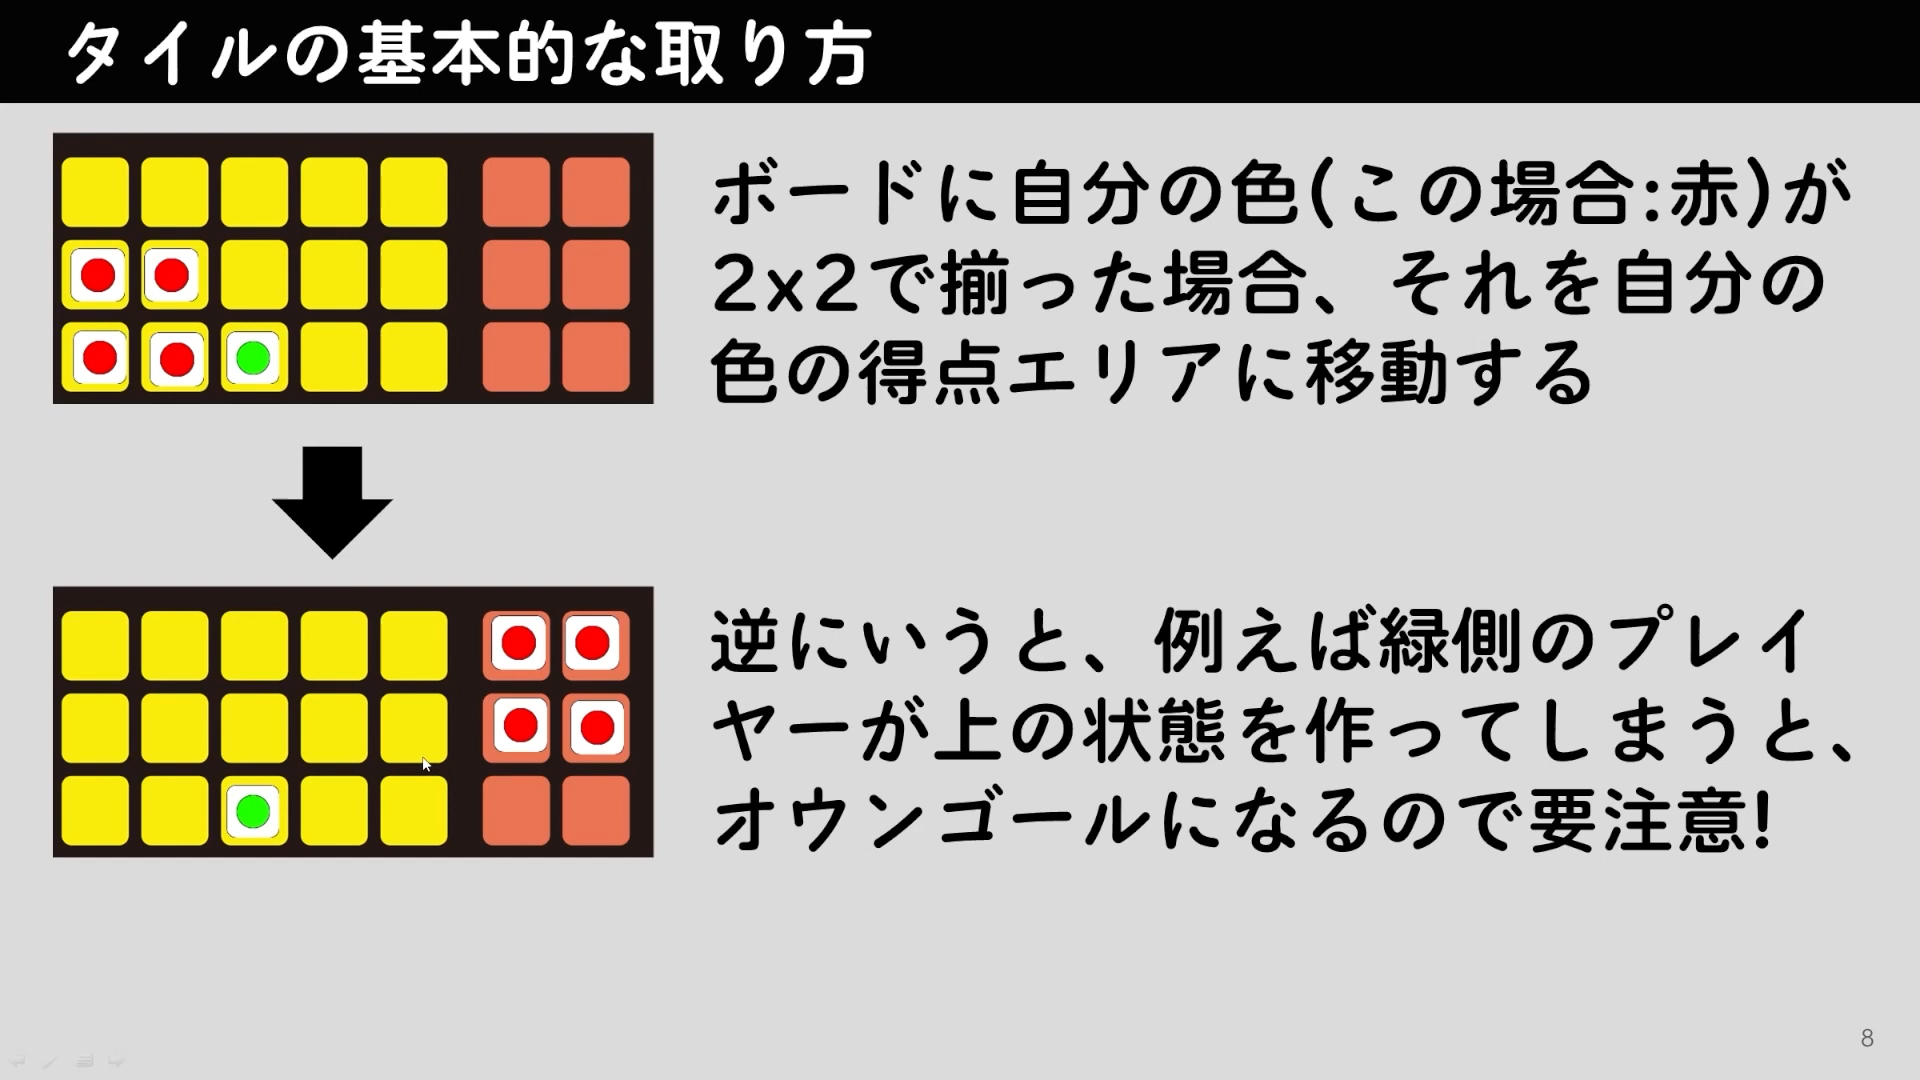 タイルの基本的な取り方
ボードに自分の色(この場合:赤)が
2x2で揃った場合、それを自分の
色の得点エリアに移動する
逆にいうと、例えば緑側のプレイ
ヤーが上の状態を作ってしまうと、
オウンゴールになるので要注意!
8